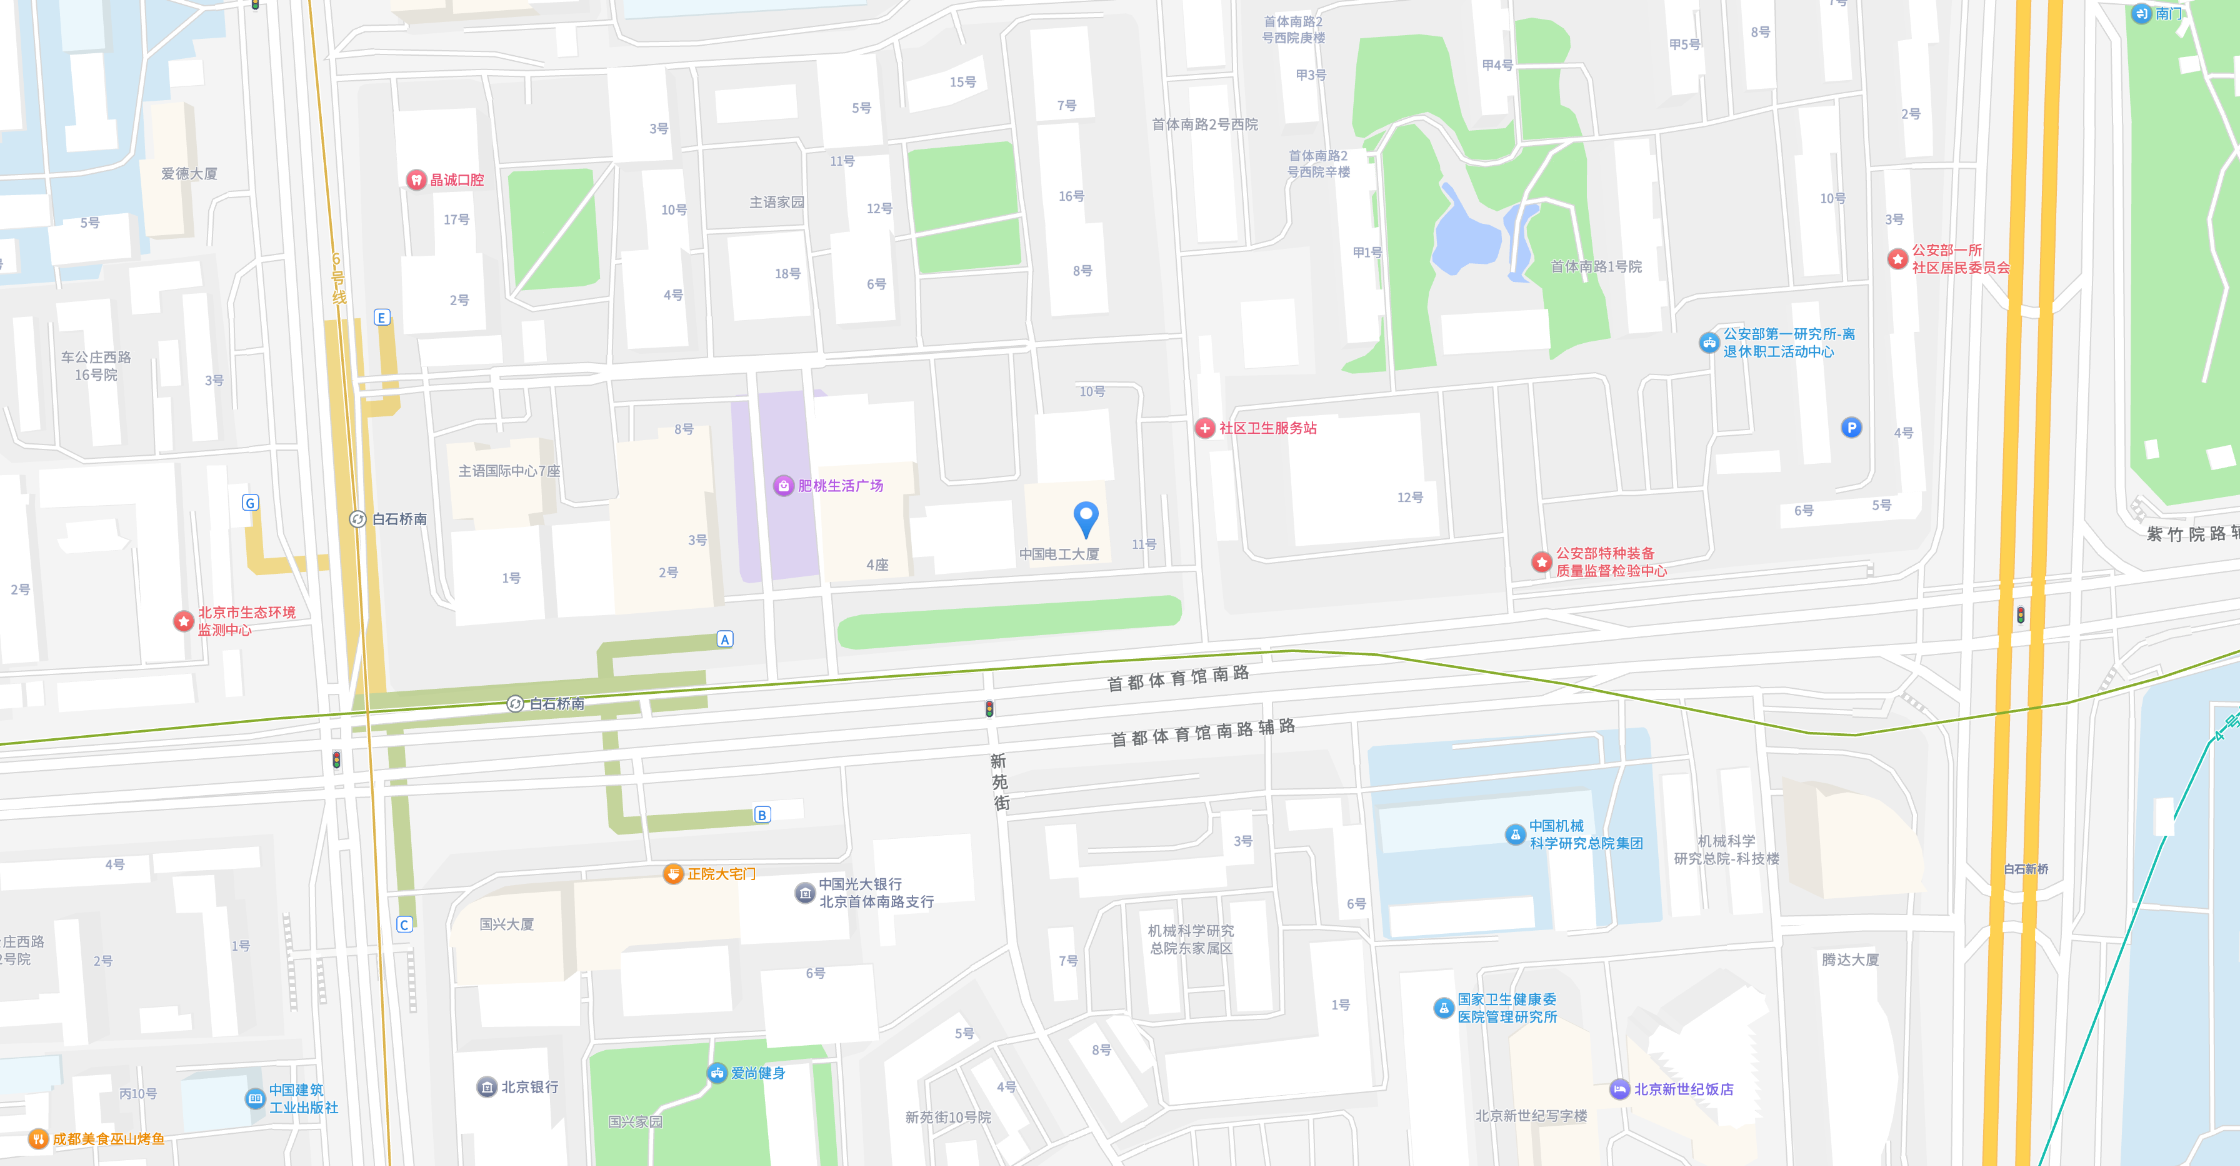 南门
首体南路2
号西院庚楼
7号
甲5号
8号
甲4号
甲3号
15号
7号
5号
3号
2号
首体南路2号西院
11号
首体南路2
号西院辛楼
爱德大厦
晶诚口腔
17号
10号
主语家园
12号
16号
10号
3号
5号
6号线
甲1号
首体南路1号院
公安部一所
社区居民委员会
18号
6号
8号
4号
2号
E
车公庄西路
16号院
3号
公安部第一研究所-离
退休职工活动中心
10号
8号
社区卫生服务站
P
4号
主语国际中心7座
肥桃生活广场
12号
G
白石桥南
6号
5号
紫竹院路辅
3号
中国电工大厦
11号
公安部特种装备
质量监督检验中心
1号
2号
4座
2号
北京市生态环境
监测中心
A
首都体育馆南路
白石桥南
首都体育馆南路辅路
4号
新苑街
B
中国机械
科学研究总院集团
3号
机械科学
研究总院-科技楼
4号
白石新桥
正院大宅门
中国光大银行
北京首体南路支行
6号
国兴大厦
C
机械科学研究
总院东家属区
庄西路
2号院
2号
1号
7号
6号
腾达大厦
1号
国家卫生健康委
医院管理研究所
5号
8号
爱尚健身
北京银行
4号
丙10号
中国建筑
工业出版社
北京新世纪饭店
国兴家园
新苑街10号院
北京新世纪写字楼
成都美食巫山烤鱼